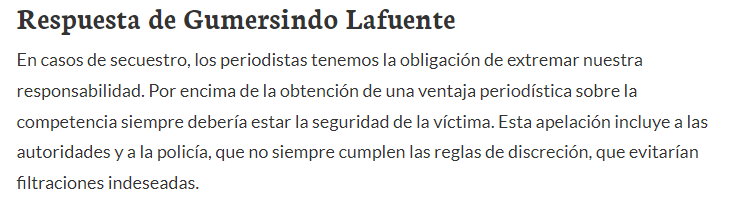 Respuesta de Gumersindo Lafuente
En casos de secuestro, los periodistas tenemos la obligación de extremar nuestra
responsabilidad. Por encima de la obtención de una ventaja periodística sobre la
competencia siempre debería estar la seguridad de la víctima. Esta apelación incluye a las
autoridades y a la policía, que no siempre cumplen las reglas de discreción, que evitarían
filtraciones indeseadas.